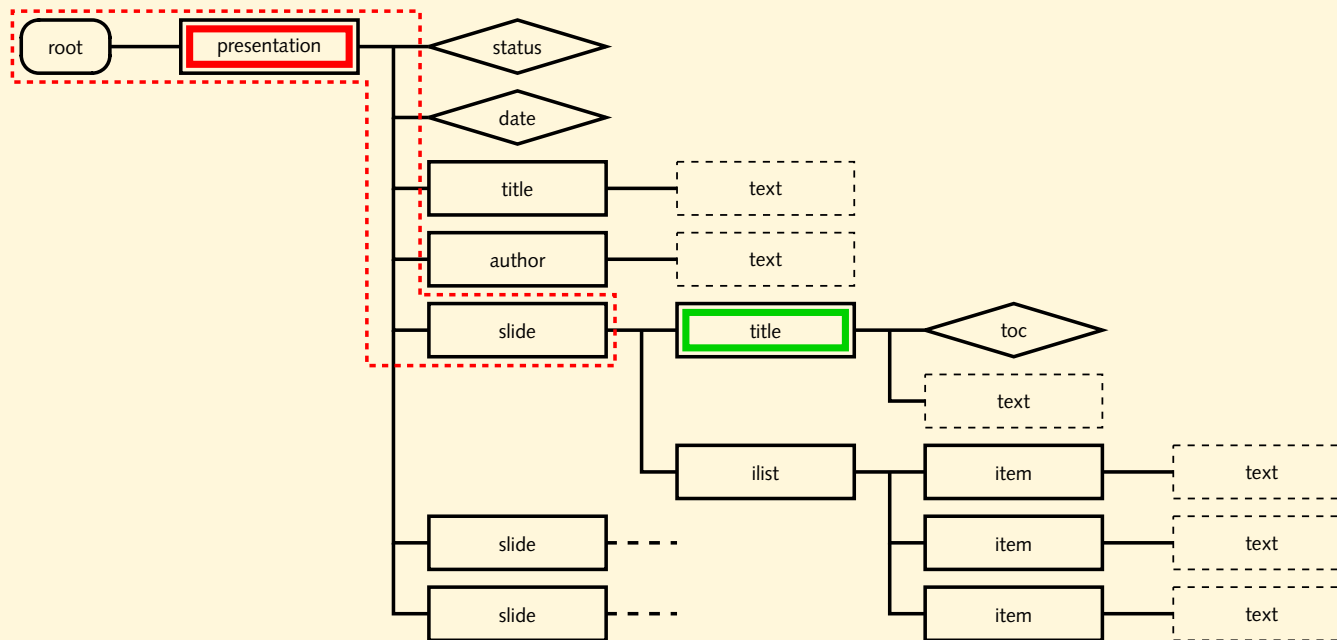 root presentation status
date
title text
author text
slide title toc
text
ilist item text
slide item text
slide item text